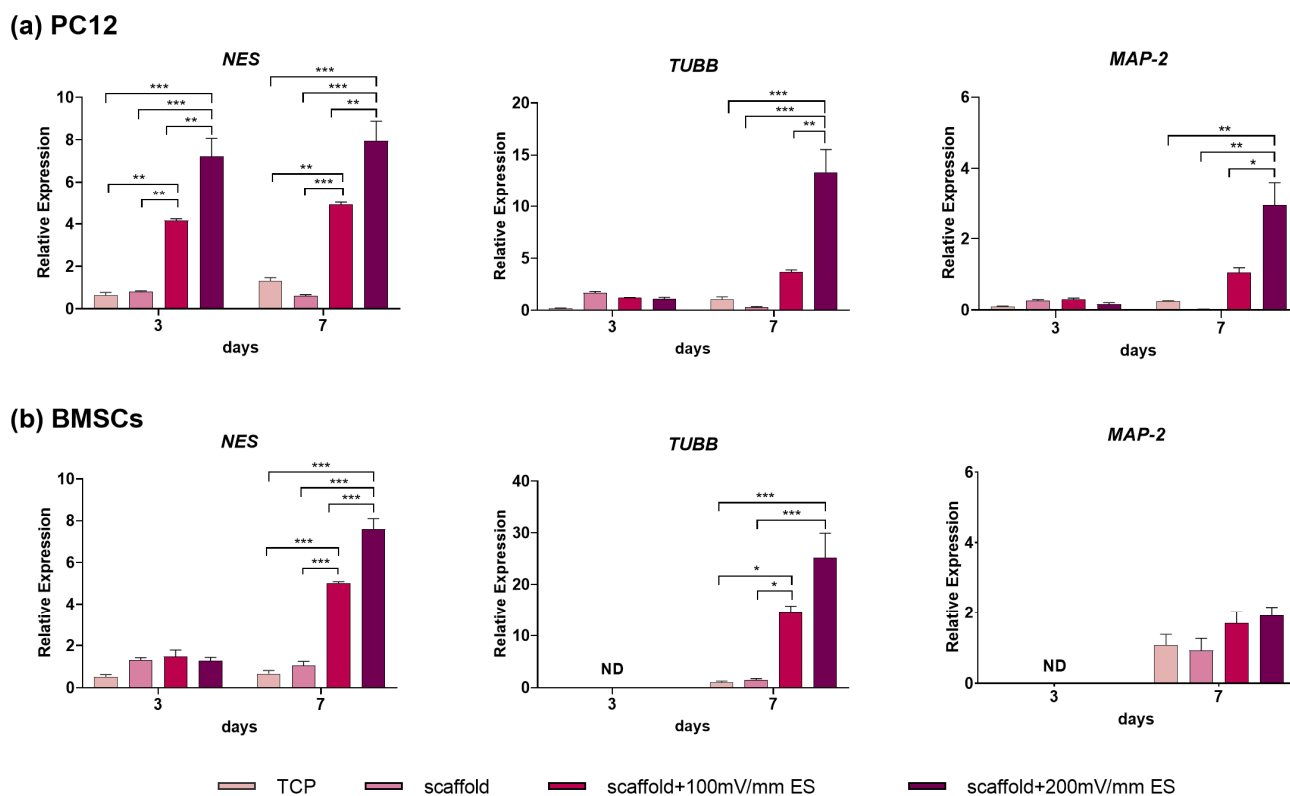 (a) PC12
NES
Relative Expression
10
8
6
4
2
0
***
***
**
**
**
***
***
**
**
***
3
7
days
TUBB
Relative Expression
20
15
10
5
0
***
***
**
3
7
days
MAP-2
Relative Expression
6
4
2
0
**
**
*
3
7
days
(b) BMSCs
NES
Relative Expression
10
8
6
4
2
0
***
***
***
***
***
3
7
days
TUBB
Relative Expression
40
30
20
10
0
***
***
*
*
ND
3
7
days
MAP-2
Relative Expression
6
4
2
0
ND
3
7
days
TCP
scaffold
scaffold+100mV/mm ES
scaffold+200mV/mm ES